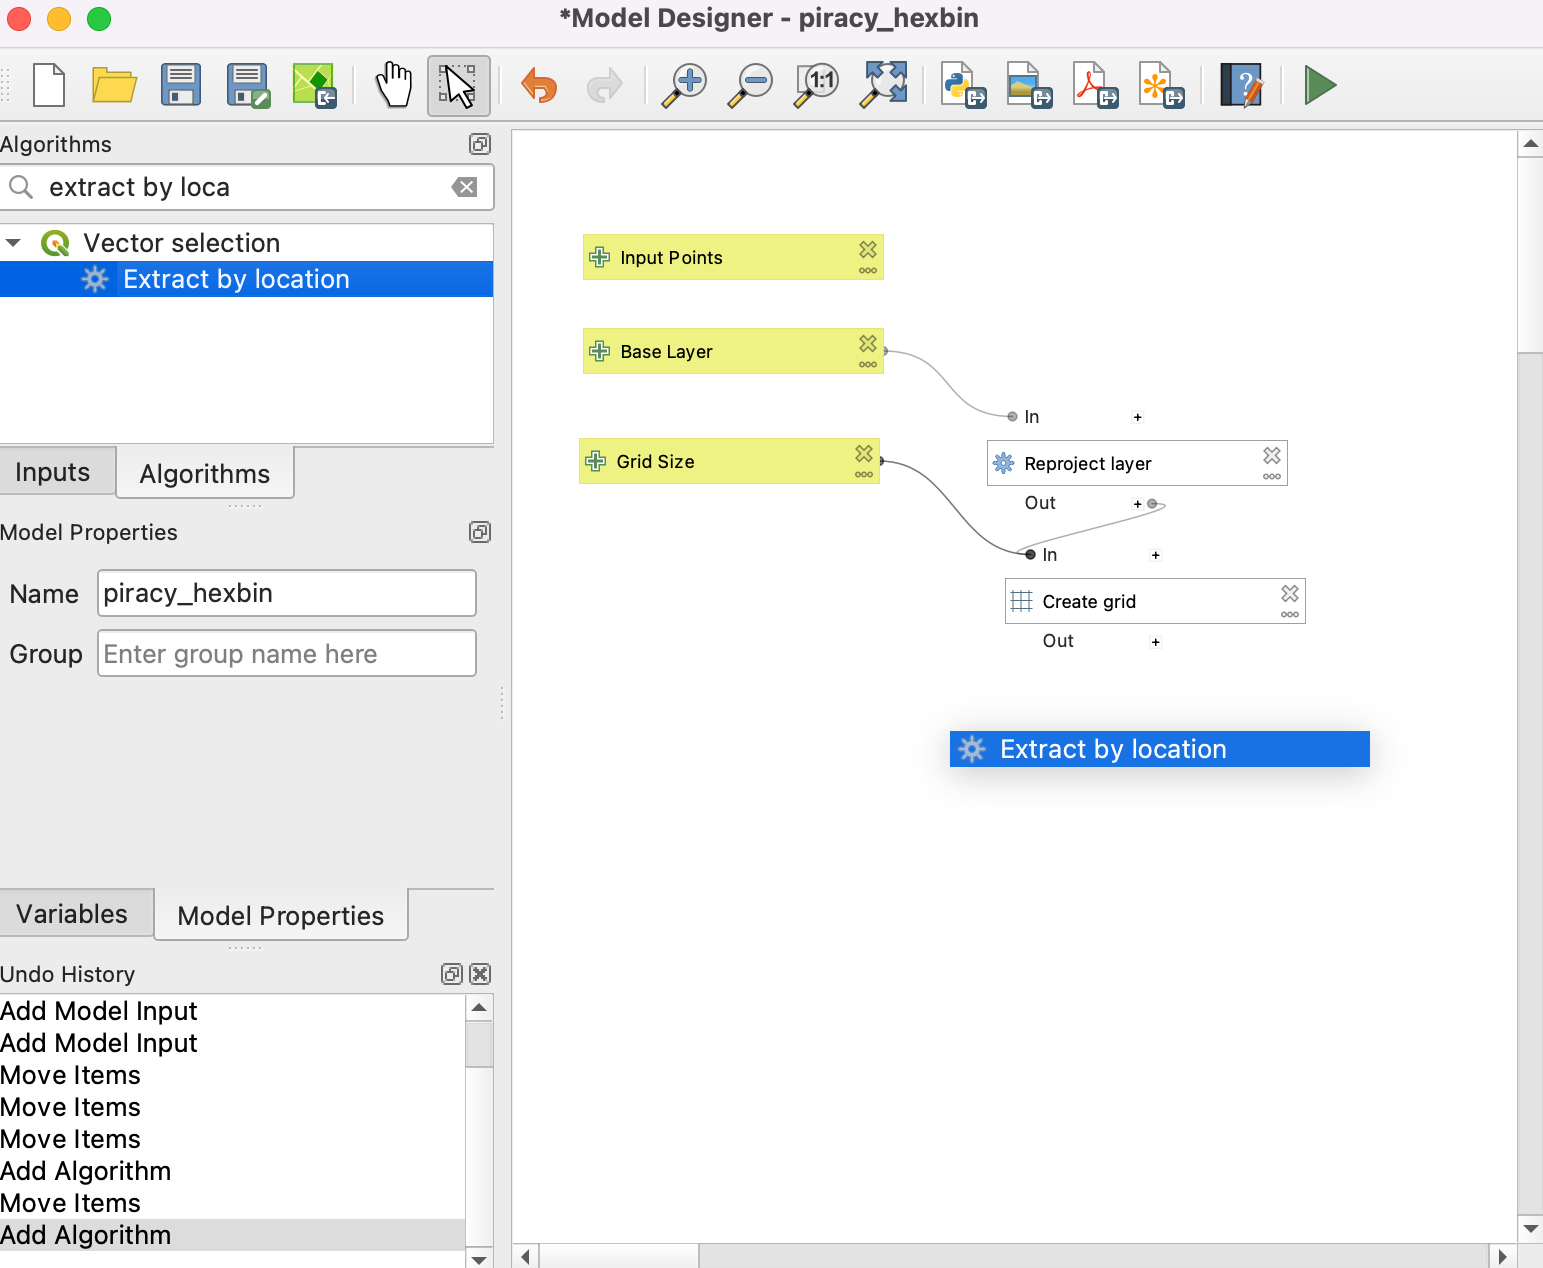 *Model Designer - piracy_hexbin
1:1
?
Algorithms
extract by loca
Vector selection
Extract by location
Inputs
Algorithms
Model Properties
Name
piracy_hexbin
Group
Enter group name here
Variables
Model Properties
Undo History
Add Model Input
Add Model Input
Move Items
Move Items
Move Items
Add Algorithm
Move Items
Add Algorithm
Input Points
Base Layer
In
+
Grid Size
Reproject layer
Out
+
In
+
Create grid
Out
+
Extract by location